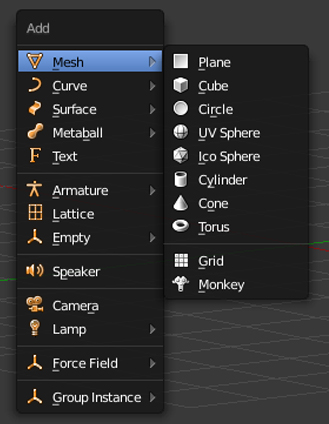 Add
Mesh
Curve
Surface
Metaball
Text
Armature
Lattice
Empty
Speaker
Camera
Lamp
Force Field
Group Instance
Plane
Cube
Circle
UV Sphere
Ico Sphere
Cylinder
Cone
Torus
Grid
Monkey